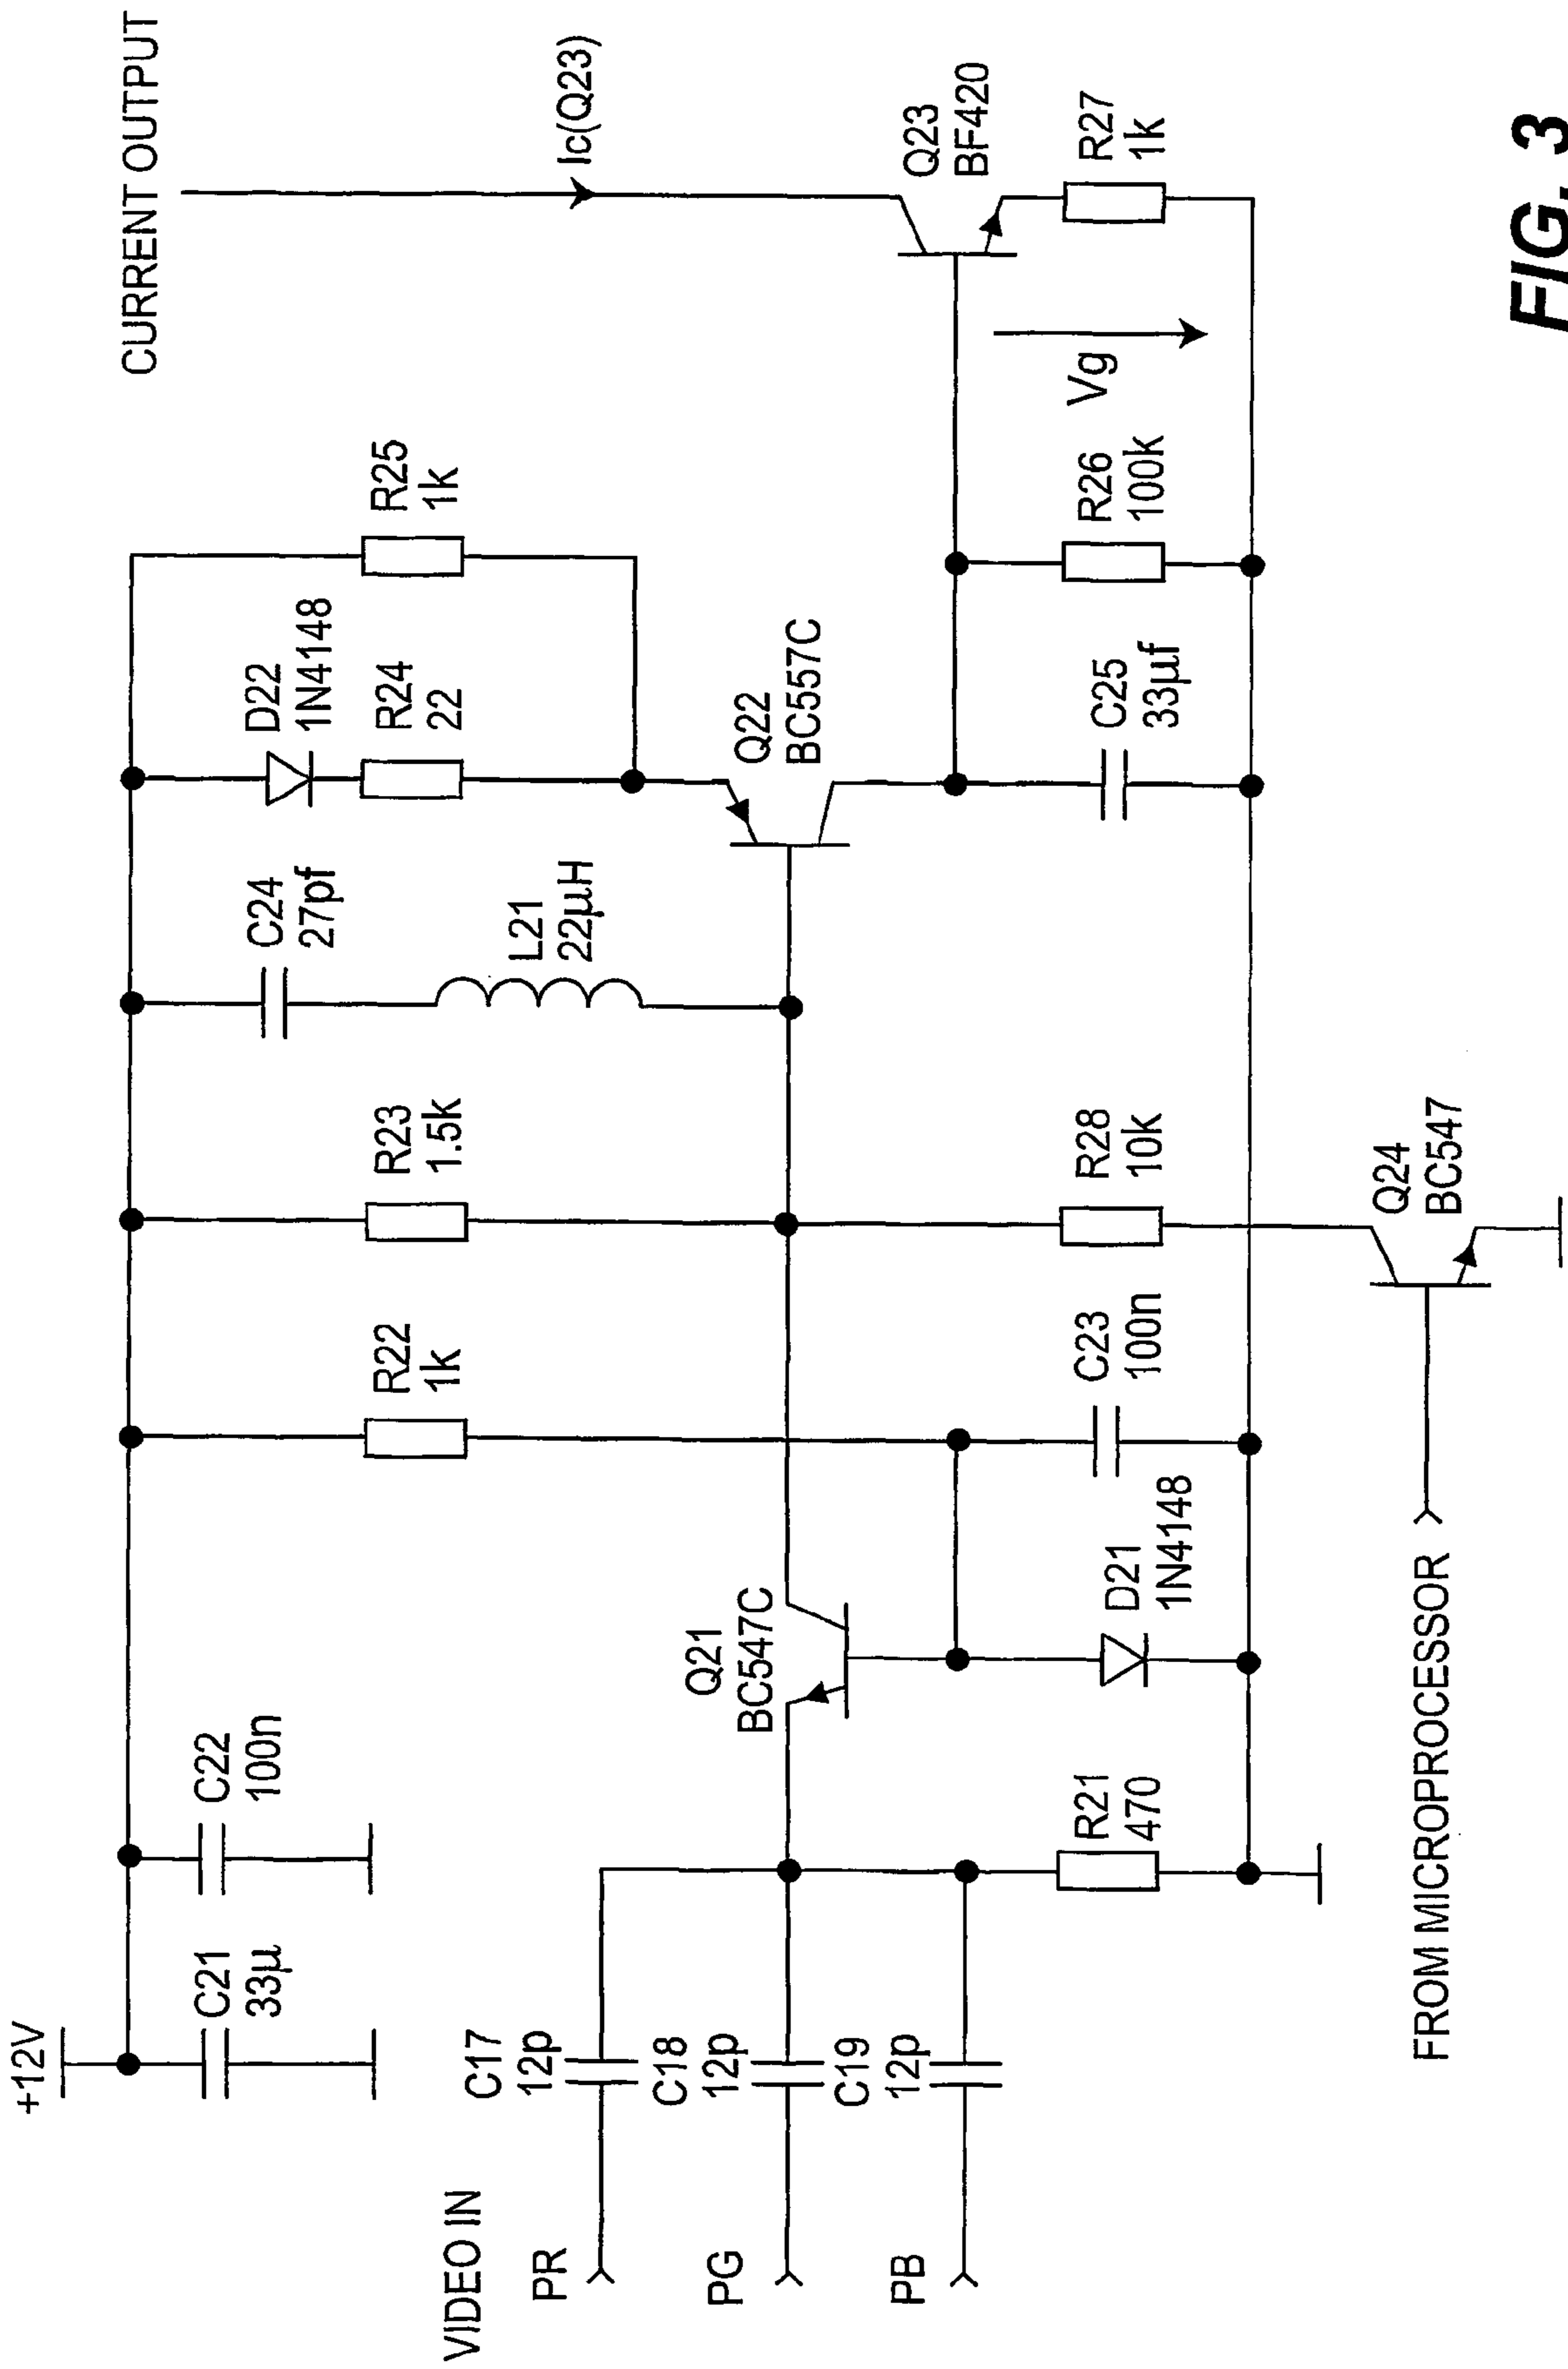 +12V
C21
33µ
C22
100n
R22
1k
R23
1.5k
C24
27pf
L21
22µH
D22
1N4148
R24
22
R25
1k
CURRENT OUTPUT
Ic(Q23)
VIDEO IN
PR
PG
PB
C17
12p
C18
12p
C19
12p
Q21
BC547C
Q22
BC557C
Q23
BF420
R21
470
D21
1N4148
C23
100n
R28
10k
C25
33µf
R26
100k
Vg
R27
1k
FROM MICROPROCESSOR
Q24
BC547
FIG. 3